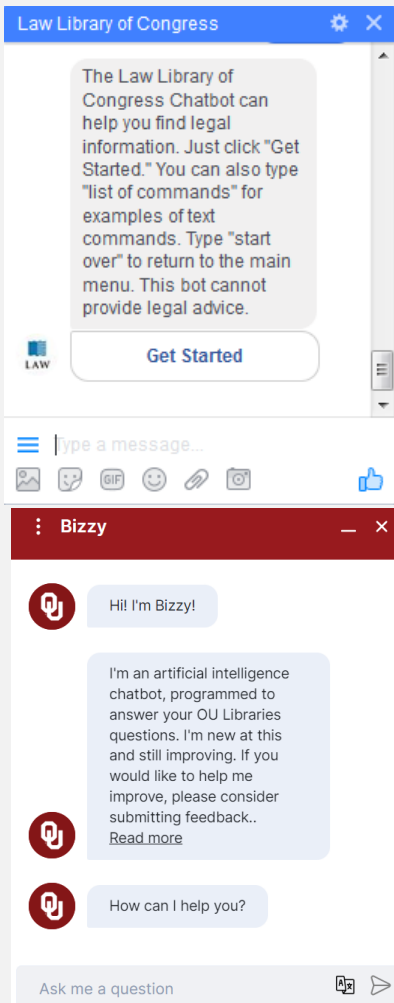 Law Library of Congress
The Law Library of
Congress Chatbot can
help you find legal
information. Just click "Get
Started." You can also type
"list of commands" for
examples of text
commands. Type "start
over" to return to the main
menu. This bot cannot
provide legal advice.
LAW
Get Started
Type a message...
GIF
Bizzy
OU
Hi! I'm Bizzy!
I'm an artificial intelligence
chatbot, programmed to
answer your OU Libraries
questions. I'm new at this
and still improving. If you
would like to help me
improve, please consider
submitting feedback..
OU
Read more
OU
How can I help you?
Ask me a question